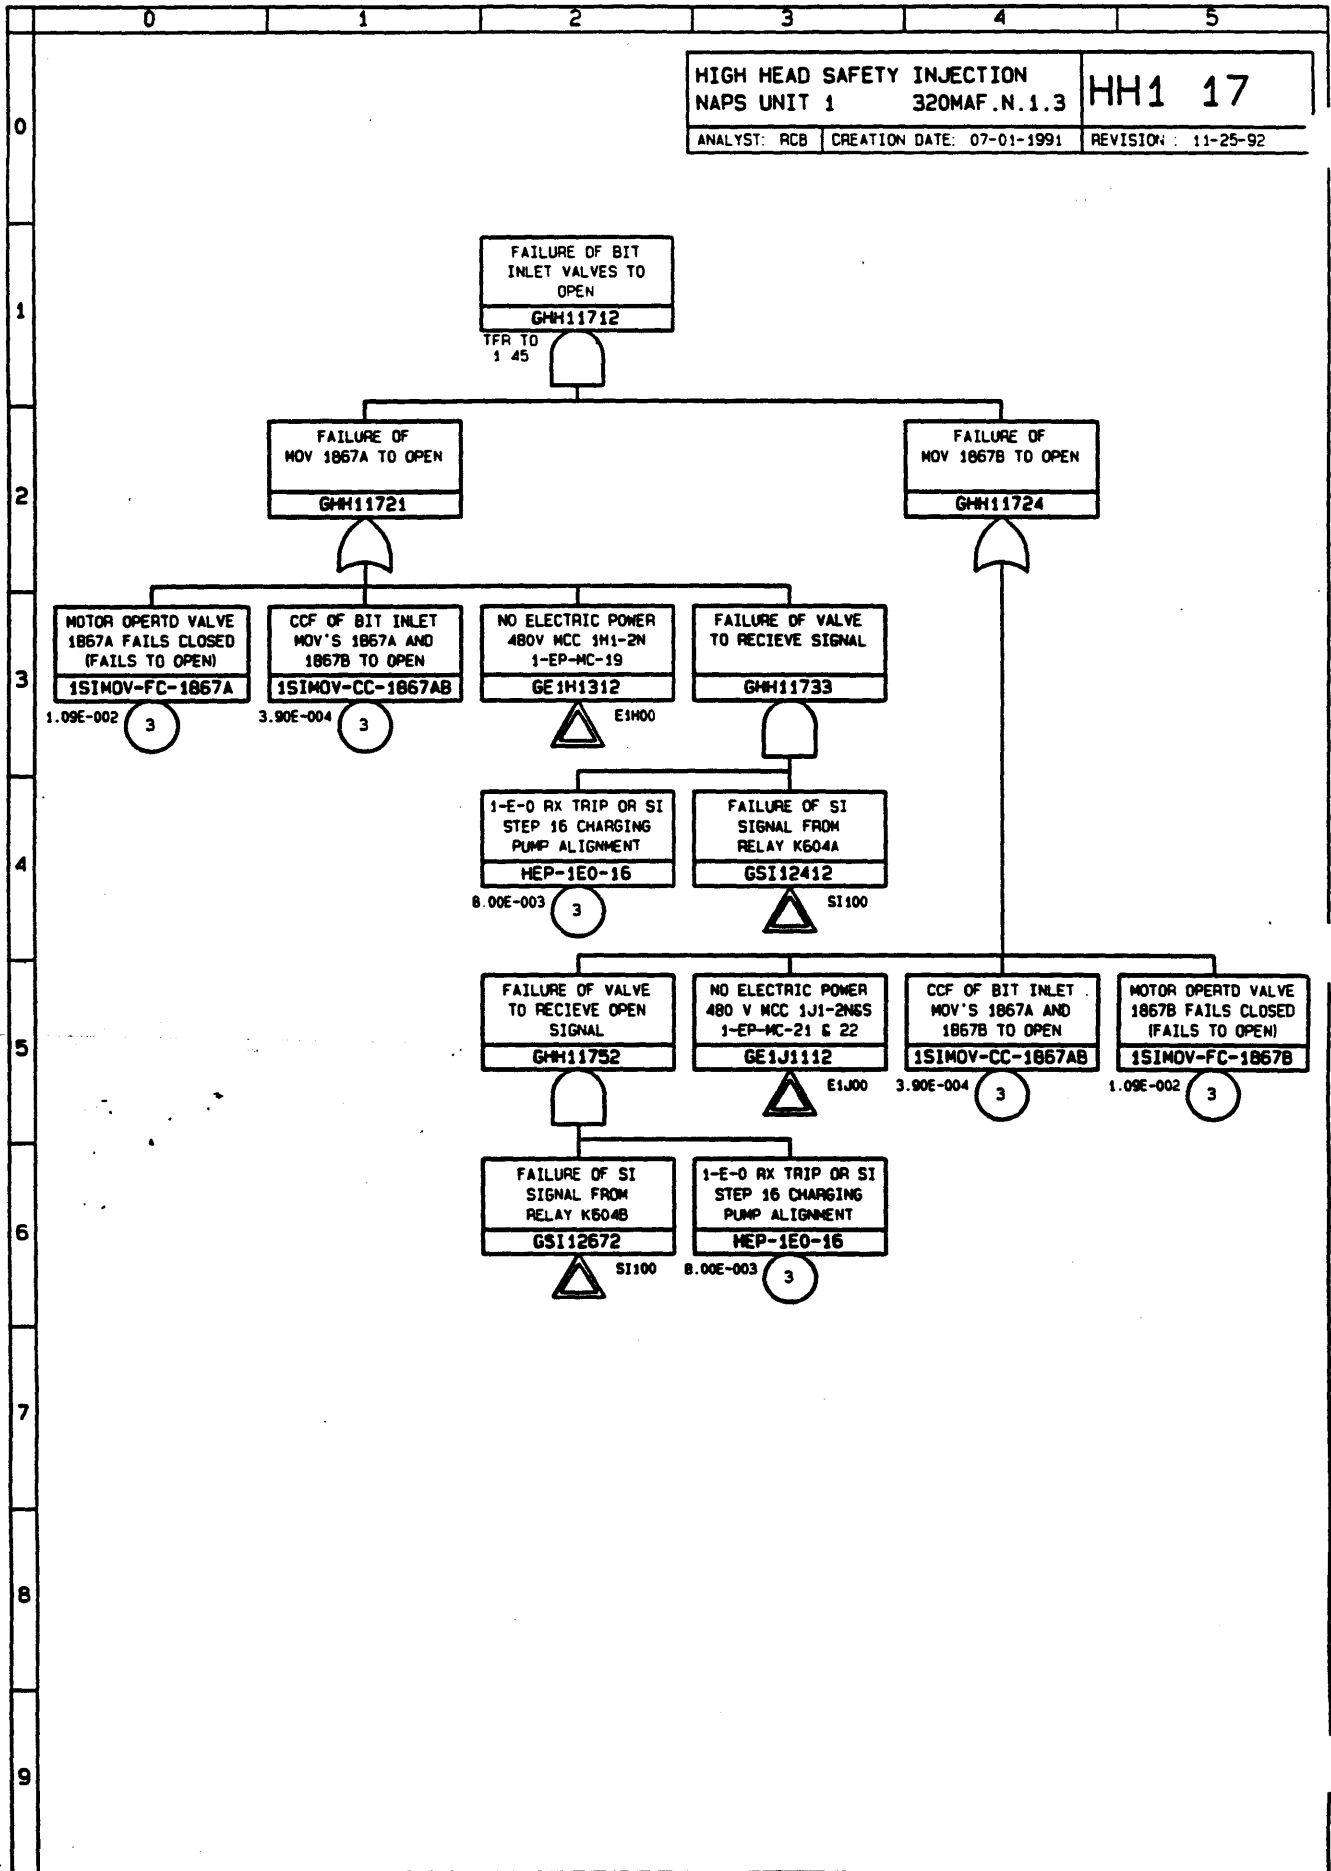 0 1 2 3 4 5
HIGH HEAD SAFETY INJECTION
NAPS UNIT 1 320MAF.N.1.3
HH1 17
ANALYST: RCB CREATION DATE: 07-01-1991 REVISION : 11-25-92
0
FAILURE OF BIT
INLET VALVES TO
OPEN
GHH11712
TFR TO
1 45
1
FAILURE OF
MOV 1867A TO OPEN
GHH11721
FAILURE OF
MOV 1867B TO OPEN
GHH11724
2
MOTOR OPERTD VALVE
1867A FAILS CLOSED
(FAILS TO OPEN)
1SIMOV-FC-1867A
1.09E-002
3
CCF OF BIT INLET
MOV'S 1867A AND
1867B TO OPEN
1SIMOV-CC-1867AB
3.90E-004
3
NO ELECTRIC POWER
480V MCC 1H1-2N
1-EP-MC-19
GE1H1312
E1H00
FAILURE OF VALVE
TO RECIEVE SIGNAL
GHH11733
3
1-E-0 RX TRIP OR SI
STEP 16 CHARGING
PUMP ALIGNMENT
HEP-1E0-16
8.00E-003
3
FAILURE OF SI
SIGNAL FROM
RELAY K604A
GSI12412
SI100
4
FAILURE OF VALVE
TO RECIEVE OPEN
SIGNAL
GHH11752
NO ELECTRIC POWER
480 V MCC 1J1-2N&S
1-EP-MC-21 & 22
GE1J1112
E1J00
CCF OF BIT INLET
MOV'S 1867A AND
1867B TO OPEN
1SIMOV-CC-1867AB
3.90E-004
3
MOTOR OPERTD VALVE
1867B FAILS CLOSED
(FAILS TO OPEN)
1SIMOV-FC-1867B
1.09E-002
3
5
FAILURE OF SI
SIGNAL FROM
RELAY K604B
GSI12672
SI100
1-E-0 RX TRIP OR SI
STEP 16 CHARGING
PUMP ALIGNMENT
HEP-1E0-16
8.00E-003
3
6
7
8
9